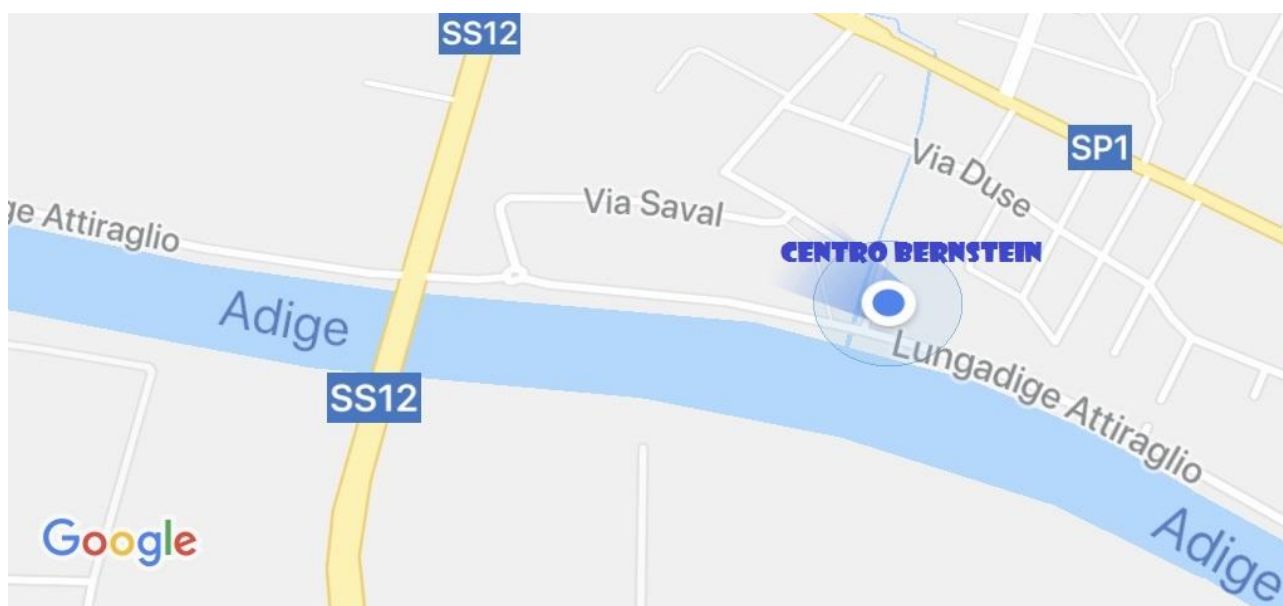 SS12
SP1
Via Duse
Via Saval
ge Attiraglio
CENTRO BERNSTEIN
Adige
Lungadige Attiraglio
SS12
Adige
Google